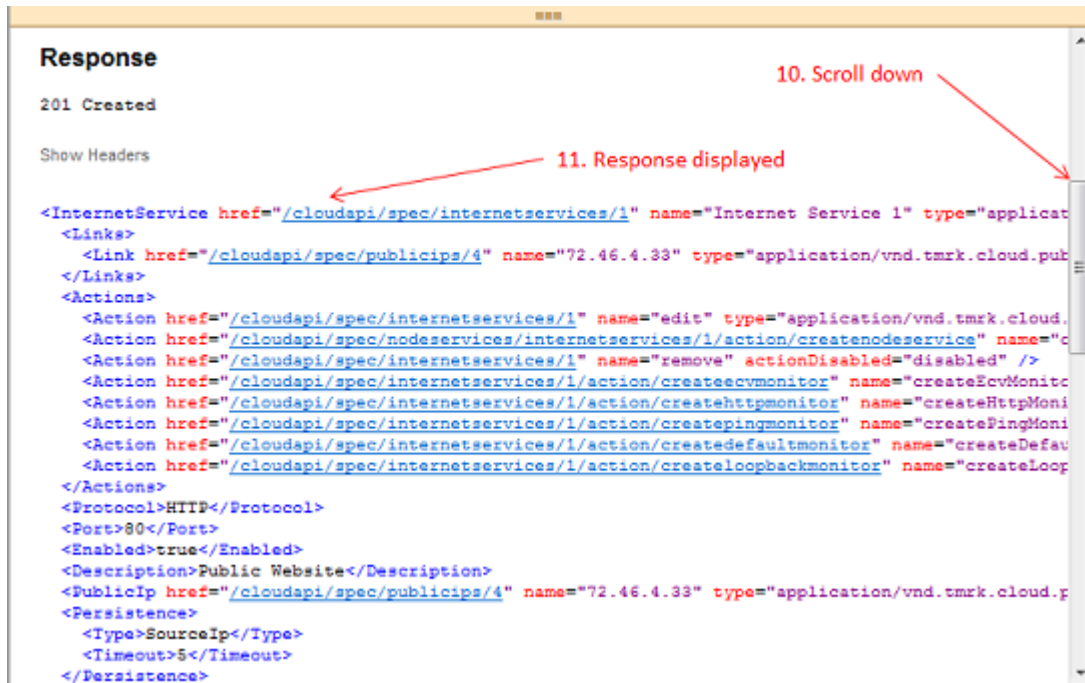 Response
10. Scroll down
201 Created
Show Headers
11. Response displayed
<InternetService href="/cloudapi/spec/internetservices/1" name="Internet Service 1" type="applicat
<Links>
<Link href="/cloudapi/spec/publicips/4" name="72.46.4.33" type="application/vnd.tmrk.cloud.pub
</Links>
<Actions>
<Action href="/cloudapi/spec/internetservices/1" name="edit" type="application/vnd.tmrk.cloud.
<Action href="/cloudapi/spec/nodeservices/internetservices/1/action/createnodeservice" name="c
<Action href="/cloudapi/spec/internetservices/1" name="remove" actionDisabled="disabled" />
<Action href="/cloudapi/spec/internetservices/1/action/createecvmonitor" name="createEcvMonito
<Action href="/cloudapi/spec/internetservices/1/action/createhttpmonitor" name="createHttpMoni
<Action href="/cloudapi/spec/internetservices/1/action/createpingmonitor" name="createPingMoni
<Action href="/cloudapi/spec/internetservices/1/action/createdefaultmonitor" name="createDefau
<Action href="/cloudapi/spec/internetservices/1/action/createloopbackmonitor" name="createLoop
</Actions>
<Protocol>HTTP</Protocol>
<Port>80</Port>
<Enabled>true</Enabled>
<Description>Public Website</Description>
<PublicIp href="/cloudapi/spec/publicips/4" name="72.46.4.33" type="application/vnd.tmrk.cloud.p
<Persistence>
<Type>SourceIp</Type>
<Timeout>5</Timeout>
</Persistence>